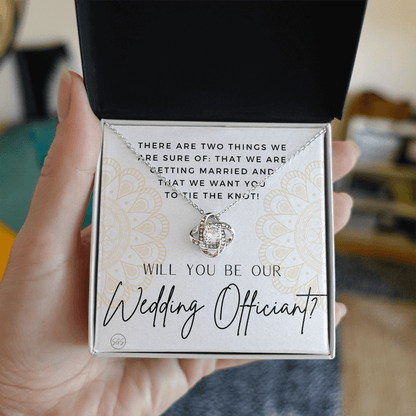 THERE ARE TWO THINGS WE
ARE SURE OF: THAT WE ARE
GETTING MARRIED AND
THAT WE WANT YOU
TO TIE THE KNOT!
WILL YOU BE OUR
Wedding Officiant?